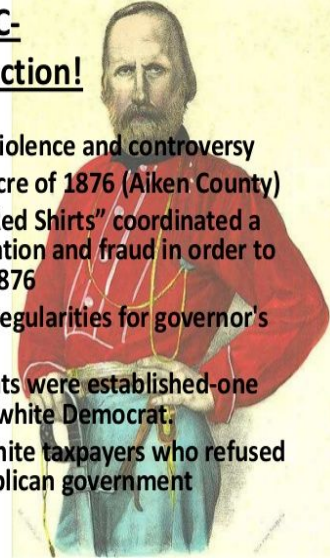 C-
ction!
iolence and controversy
cre of 1876 (Aiken County)
ed Shirts” coordinated a
ation and fraud in order to
876
egularities for governor's
ts were established-one
white Democrat.
hite taxpayers who refused
blican government